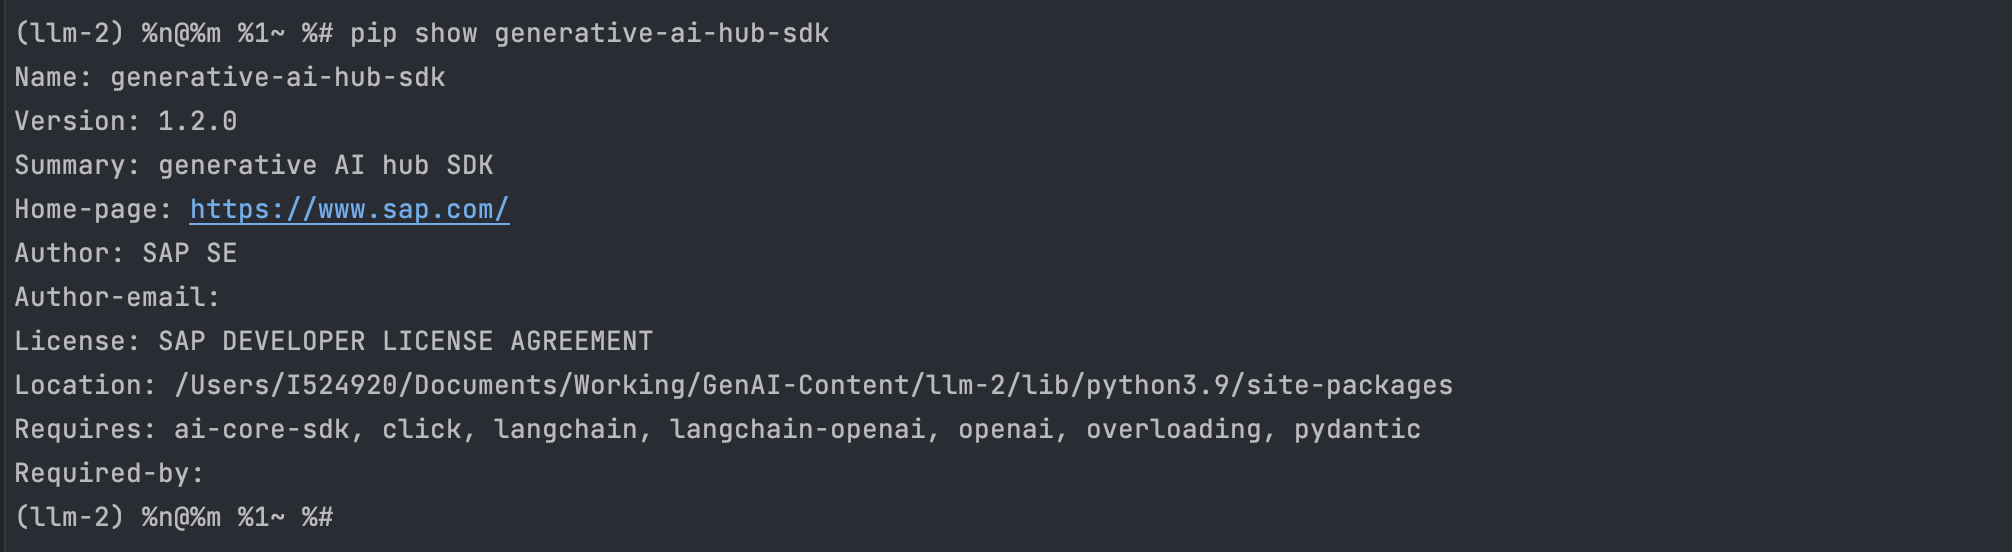 (llm-2) %n@%m %1~ %# pip show generative-ai-hub-sdk
Name: generative-ai-hub-sdk
Version: 1.2.0
Summary: generative AI hub SDK
Home-page: https://www.sap.com/
Author: SAP SE
Author-email:
License: SAP DEVELOPER LICENSE AGREEMENT
Location: /Users/I524920/Documents/Working/GenAI-Content/llm-2/lib/python3.9/site-packages
Requires: ai-core-sdk, click, langchain, langchain-openai, openai, overloading, pydantic
Required-by:
(llm-2) %n@%m %1~ %#